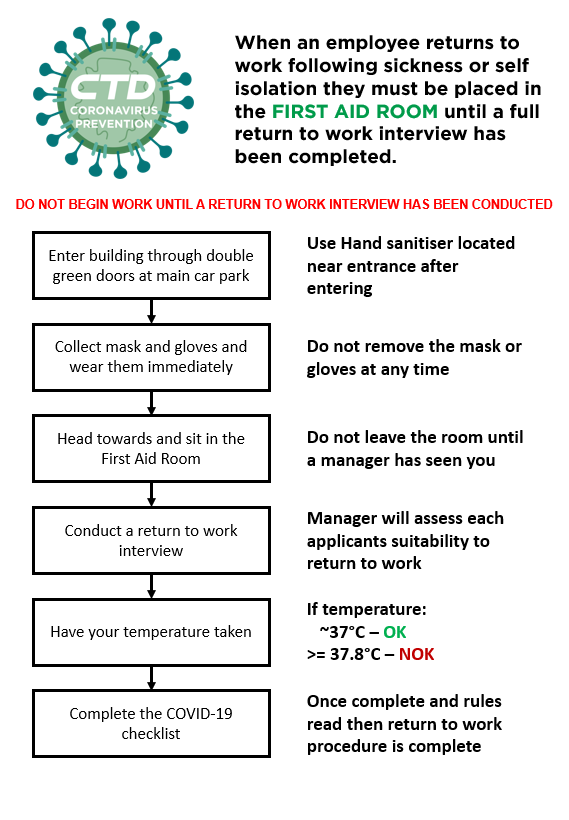 CTD
CORONAVIRUS
PREVENTION
When an employee returns to
work following sickness or self
isolation they must be placed in
the FIRST AID ROOM until a full
return to work interview has
been completed.
DO NOT BEGIN WORK UNTIL A RETURN TO WORK INTERVIEW HAS BEEN CONDUCTED
Enter building through double
green doors at main car park
Use Hand sanitiser located
near entrance after
entering
Collect mask and gloves and
wear them immediately
Do not remove the mask or
gloves at any time
Head towards and sit in the
First Aid Room
Do not leave the room until
a manager has seen you
Conduct a return to work
interview
Manager will assess each
applicants suitability to
return to work
Have your temperature taken
If temperature:
~37°C – OK
>= 37.8°C – NOK
Complete the COVID-19
checklist
Once complete and rules
read then return to work
procedure is complete